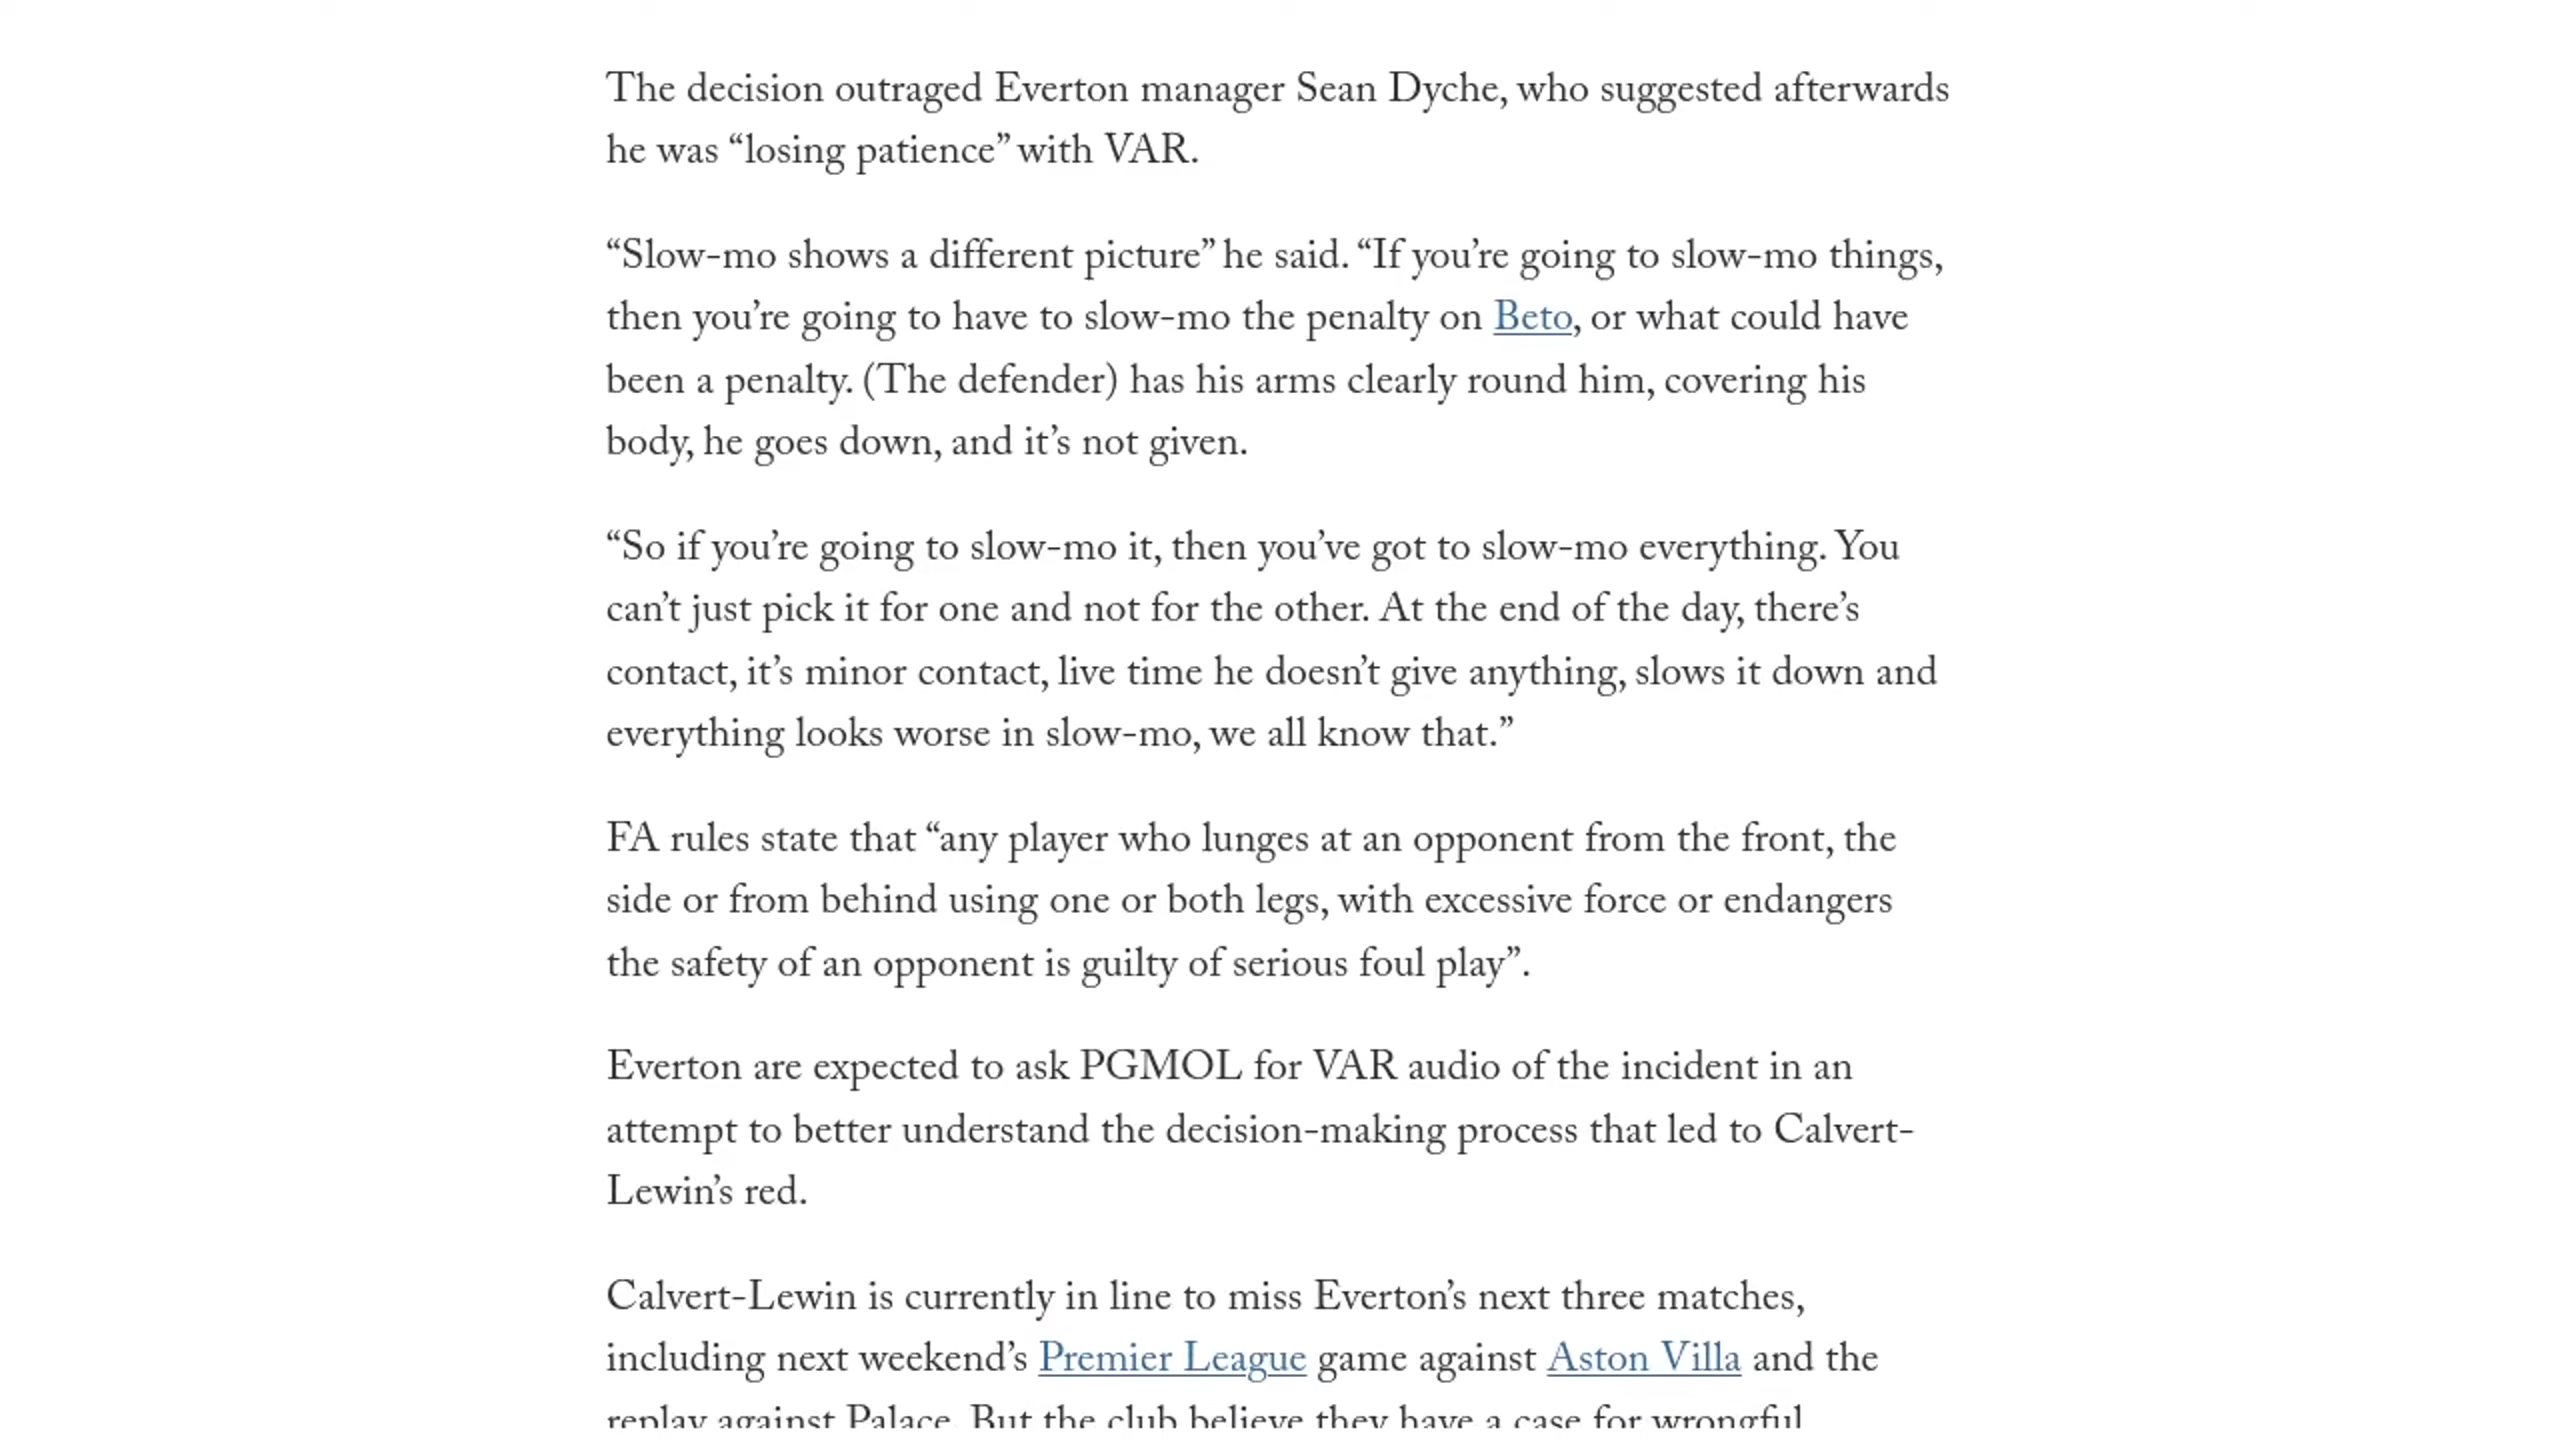 The decision outraged Everton manager Sean Dyche, who suggested afterwards
he was “losing patience” with VAR.
“Slow-mo shows a different picture” he said. “If you’re going to slow-mo things,
then you’re going to have to slow-mo the penalty on Beto, or what could have
been a penalty. (The defender) has his arms clearly round him, covering his
body, he goes down, and it’s not given.
“So if you’re going to slow-mo it, then you’ve got to slow-mo everything. You
can’t just pick it for one and not for the other. At the end of the day, there’s
contact, it’s minor contact, live time he doesn’t give anything, slows it down and
everything looks worse in slow-mo, we all know that.”
FA rules state that “any player who lunges at an opponent from the front, the
side or from behind using one or both legs, with excessive force or endangers
the safety of an opponent is guilty of serious foul play”.
Everton are expected to ask PGMOL for VAR audio of the incident in an
attempt to better understand the decision-making process that led to Calvert-
Lewin’s red.
Calvert-Lewin is currently in line to miss Everton’s next three matches,
including next weekend’s Premier League game against Aston Villa and the
replay against Palace. But the club believe they have a case for wrongful